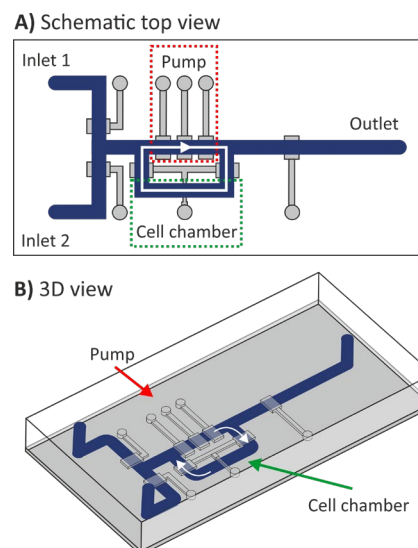 A) Schematic top view
Inlet 1
Pump
Outlet
Inlet 2
Cell chamber
B) 3D view
Pump
Cell chamber